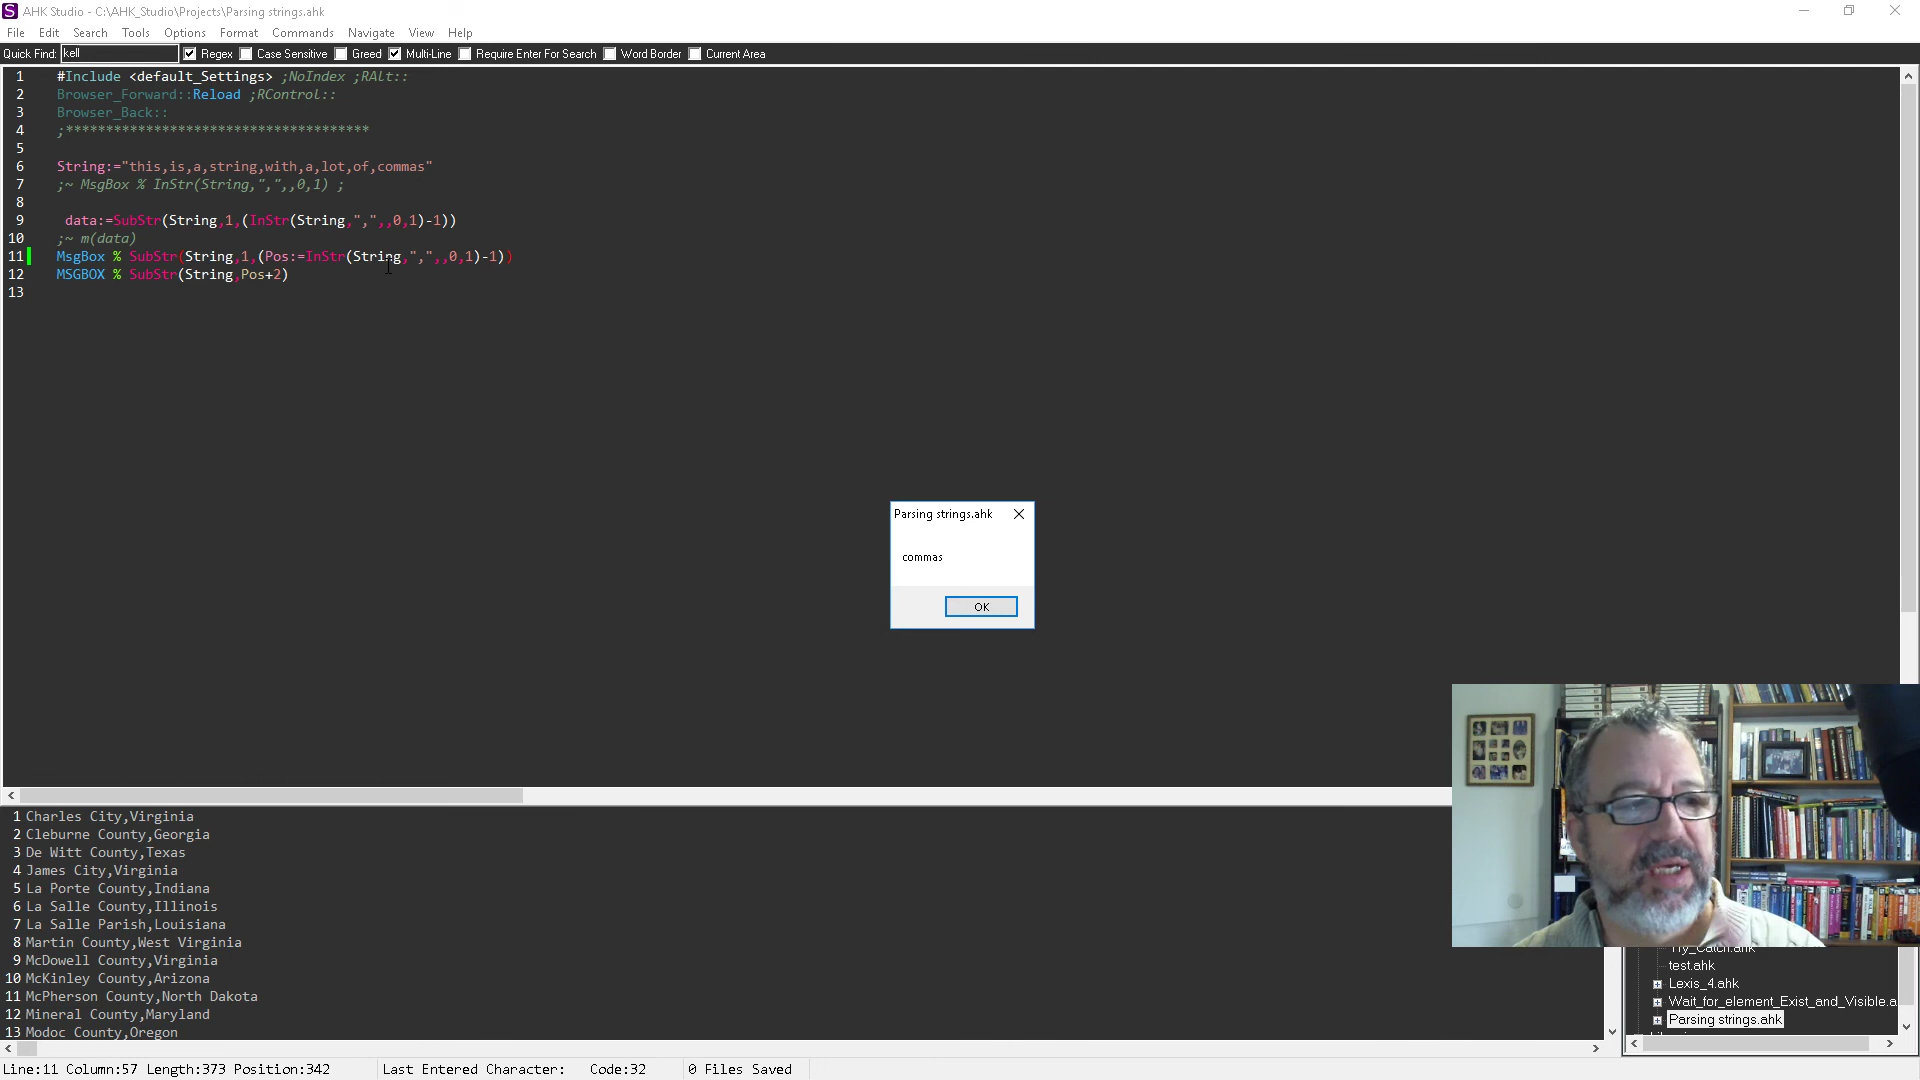 AHK Studio - C:\AHK_Studio\Projects\Parsing strings.ahk
File Edit Search Tools Options Format Commands Navigate View Help
Quick Find: kell Regex Case Sensitive Greed Multi-Line Require Enter For Search Word Border Current Area
1 #Include <default_Settings> ;NoIndex ;RAlt::
2 Browser_Forward::Reload ;RControl::
3 Browser_Back::
4 ;**************************************
5
6 String:="this,is,a,string,with,a,lot,of,commas"
7 ;~ MsgBox % InStr(String,",",,0,1) ;
8
9 data:=SubStr(String,1,(InStr(String,",",,0,1)-1))
10 ;~ m(data)
11 MsgBox % SubStr(String,1,(Pos:=InStr(String,",",,0,1)-1))
12 MSGBOX % SubStr(String,Pos+2)
13
Parsing strings.ahk
commas
OK
1 Charles City,Virginia
2 Cleburne County,Georgia
3 De Witt County,Texas
4 James City,Virginia
5 La Porte County,Indiana
6 La Salle County,Illinois
7 La Salle Parish,Louisiana
8 Martin County,West Virginia
9 McDowell County,Virginia
10 McKinley County,Arizona
11 McPherson County,North Dakota
12 Mineral County,Maryland
13 Modoc County,Oregon
Try_Catch.ahk
test.ahk
Lexis_4.ahk
Wait_for_element_Exist_and_Visible.a
Parsing strings.ahk
Line:11 Column:57 Length:373 Position:342 Last Entered Character: Code:32 0 Files Saved